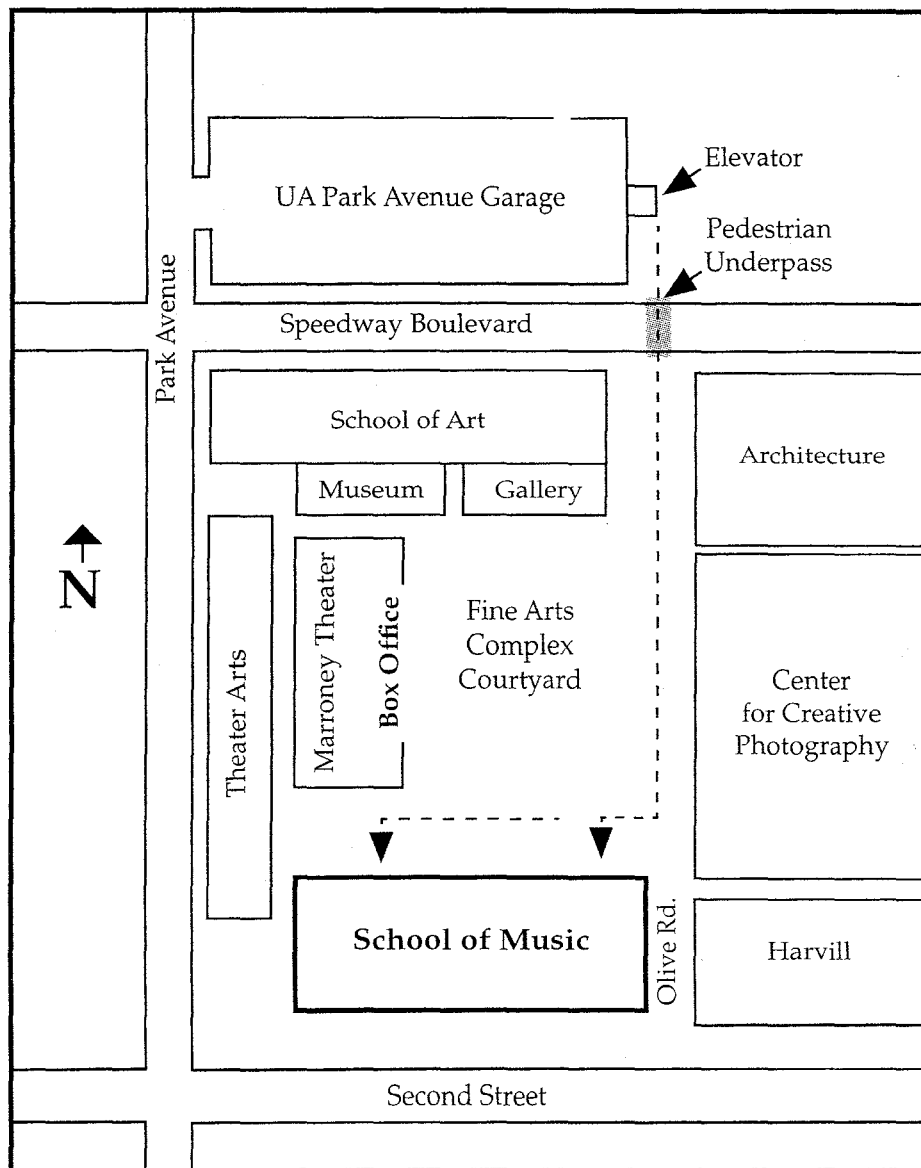 Elevator
UA Park Avenue Garage
Pedestrian
Underpass
Park Avenue
Speedway Boulevard
School of Art
Architecture
Museum
Gallery
N
Theater Arts
Marroney Theater
Box Office
Fine Arts
Complex
Courtyard
Center
for Creative
Photography
School of Music
Olive Rd.
Harvill
Second Street